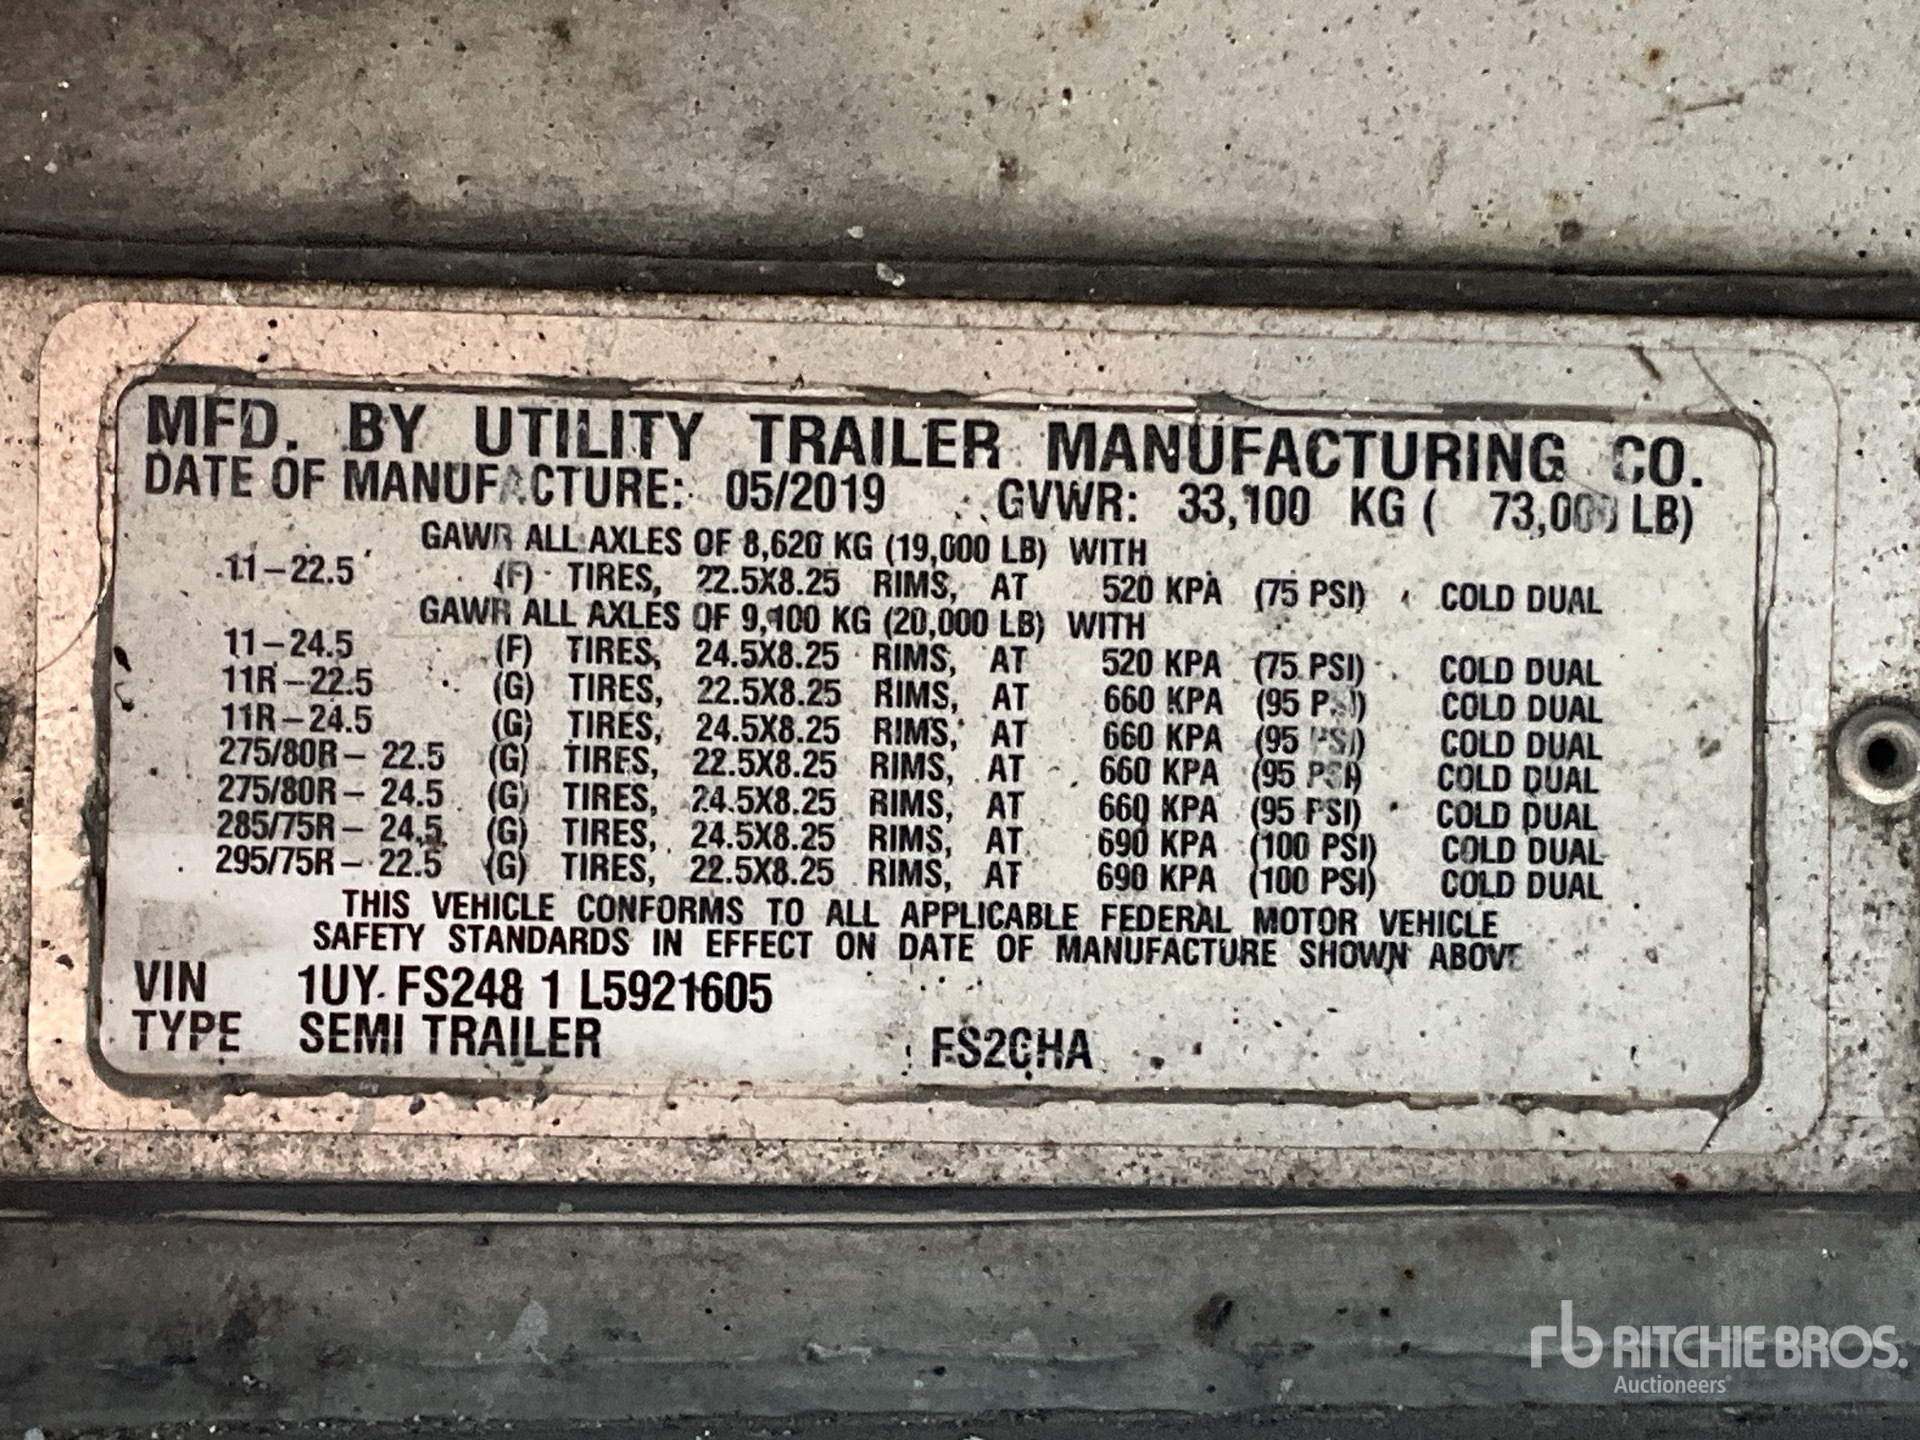 MFD. BY UTILITY TRAILER MANUFACTURING CO.
DATE OF MANUFACTURE: 05/2019 GVWR: 33,100 KG ( 73,000 LB)
GAWR ALL AXLES OF 8,620 KG (19,000 LB) WITH
11-22.5 (F) TIRES, 22.5X8.25 RIMS, AT 520 KPA (75 PSI) COLD DUAL
GAWR ALL AXLES OF 9,100 KG (20,000 LB) WITH
11-24.5 (F) TIRES, 24.5X8.25 RIMS, AT 520 KPA (75 PSI) COLD DUAL
11R-22.5 (G) TIRES, 22.5X8.25 RIMS, AT 660 KPA (95 PSI) COLD DUAL
11R-24.5 (G) TIRES, 24.5X8.25 RIMS, AT 660 KPA (95 PSI) COLD DUAL
275/80R- 22.5 (G) TIRES, 22.5X8.25 RIMS, AT 660 KPA (95 PSI) COLD DUAL
275/80R- 24.5 (G) TIRES, 24.5X8.25 RIMS, AT 660 KPA (95 PSI) COLD DUAL
285/75R- 24.5 (G) TIRES, 24.5X8.25 RIMS, AT 690 KPA (100 PSI) COLD DUAL
295/75R- 22.5 (G) TIRES, 22.5X8.25 RIMS, AT 690 KPA (100 PSI) COLD DUAL
THIS VEHICLE CONFORMS TO ALL APPLICABLE FEDERAL MOTOR VEHICLE
SAFETY STANDARDS IN EFFECT ON DATE OF MANUFACTURE SHOWN ABOVE
VIN 1UY FS248 1 L5921605
TYPE SEMI TRAILER FS2CHA
rb RITCHIE BROS.
Auctioneers